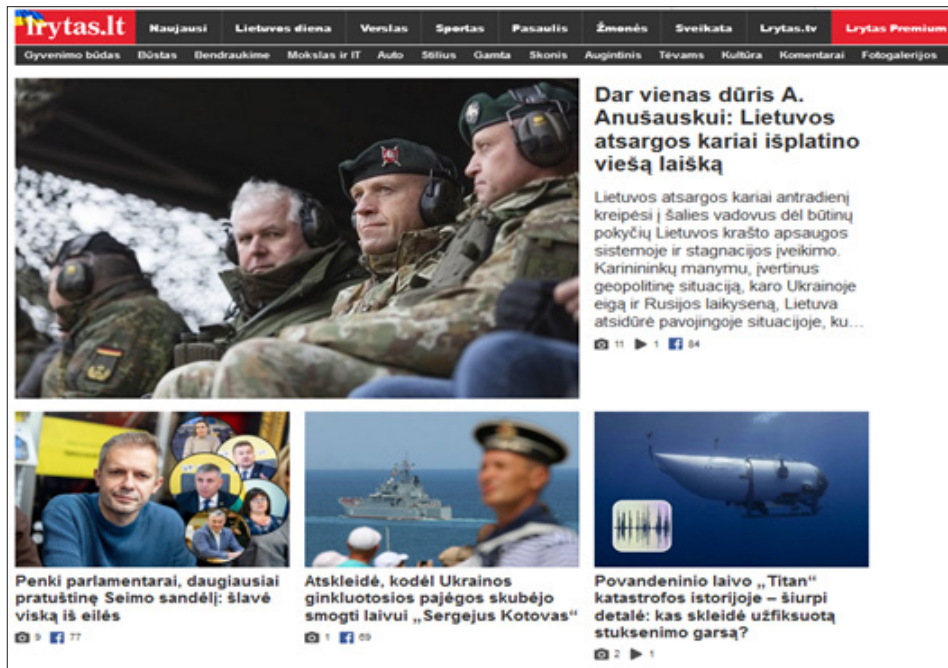 lrytas.lt
Naujausi Lietuvos diena Verslas Sportas Pasaulis Žmonės Sveikata Lrytas.tv Lrytas Premium
Gyvenimo būdas Būstas Bendraukime Mokslas ir IT Auto Stilius Gamta Skonis Augintinis Tėvams Kultūra Komentarai Fotogalerijos
Dar vienas dūris A.
Anušauskui: Lietuvos
atsargos kariai išplatino
viešą laišką
Lietuvos atsargos kariai antradienį
kreipėsi į šalies vadovus dėl būtinų
pokyčių Lietuvos krašto apsaugos
sistemoje ir stagnacijos įveikimo.
Karinininkų manymu, įvertinus
geopolitinę situaciją, karo Ukrainoje
eigą ir Rusijos laikyseną, Lietuva
atsidūrė pavojingoje situacijoje, ku...
11 1 84
Penki parlamentarai, daugiausiai
pratuštinę Seimo sandėlį: šlavė
viską iš eilės
9 77
Atskleidė, kodėl Ukrainos
ginkluotosios pajėgos skubėjo
smogti laivui „Sergejus Kotovas“
1 69
Povandeninio laivo „Titan“
katastrofos istorijoje – šiurpi
detalė: kas skleidė užfiksuotą
stuksenimo garsą?
2 1